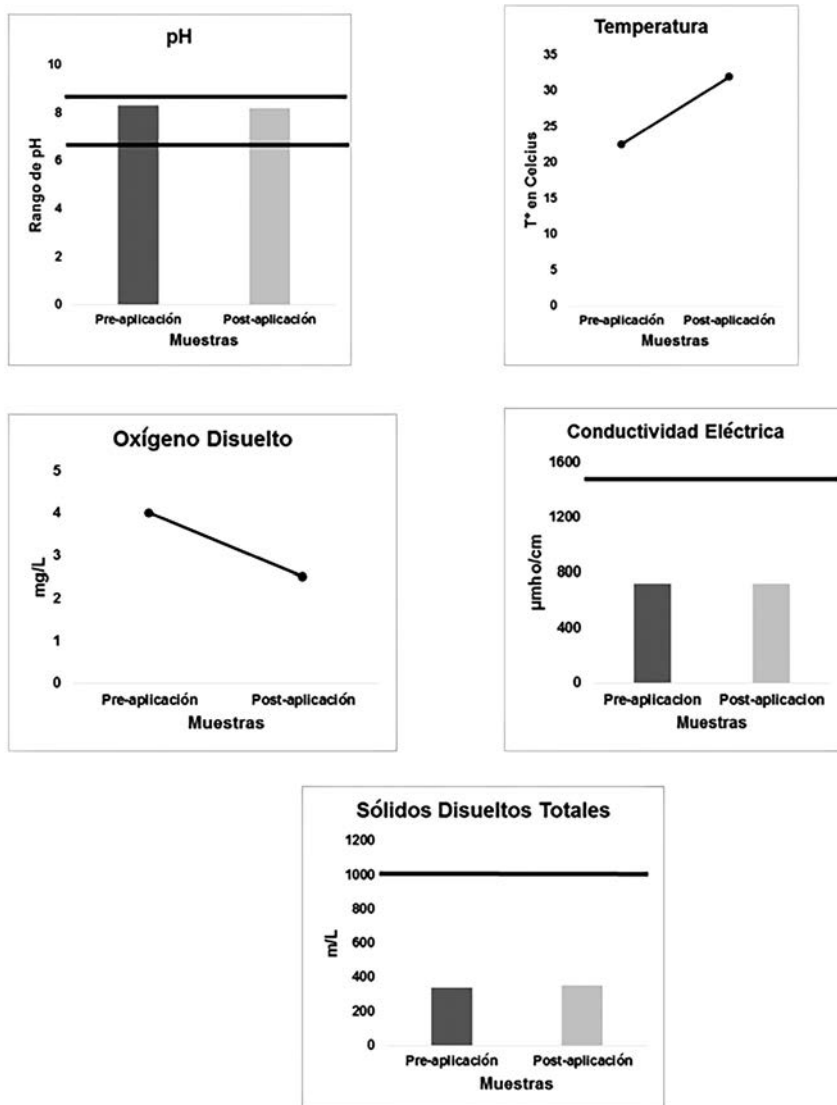 pH
10
8
6
4
2
0
Rango de pH
Pre-aplicación
Post-aplicación
Muestras
Temperatura
35
30
25
20
15
10
5
0
T° en Celcius
Pre-aplicación
Post-aplicación
Muestras
Oxígeno Disuelto
5
4
3
2
1
0
mg/L
Pre-aplicación
Post-aplicación
Muestras
Conductividad Eléctrica
1600
1200
800
400
0
µmho/cm
Pre-aplicacion
Post-aplicacion
Muestras
Sólidos Disueltos Totales
1200
1000
800
600
400
200
0
m/L
Pre-aplicación
Post-aplicación
Muestras